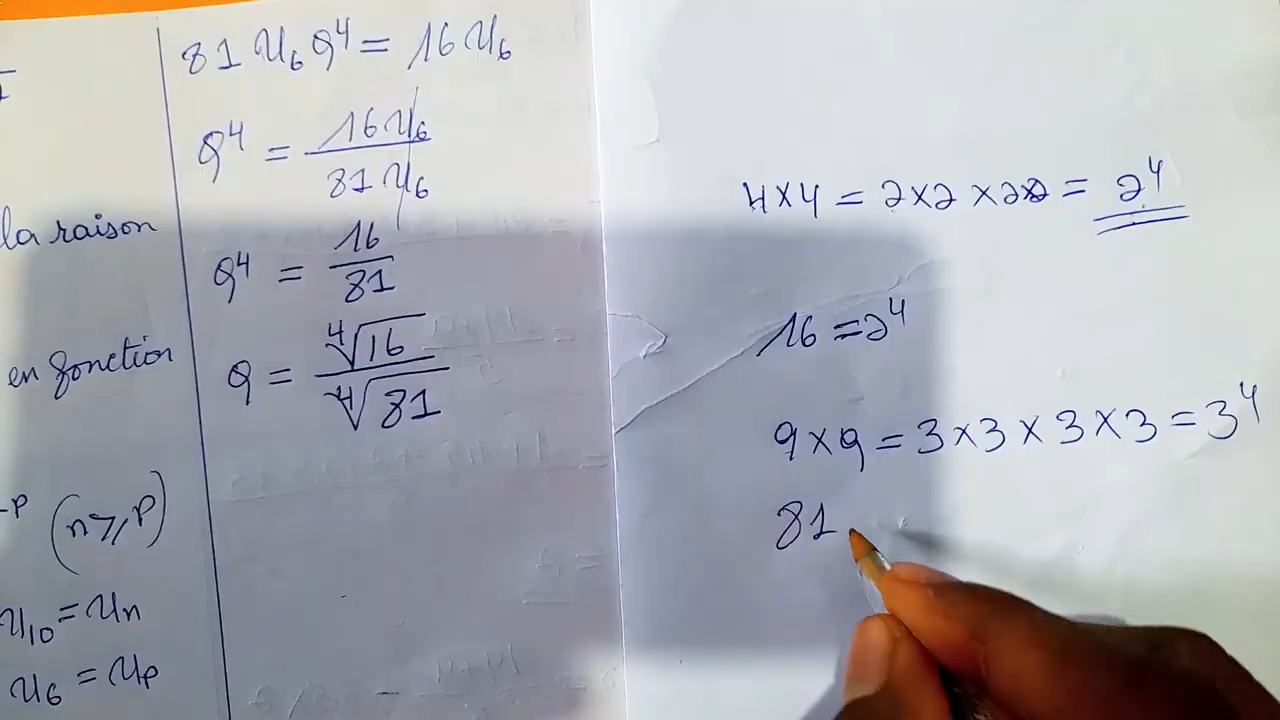 la raison
en fonction
-p (n ⩾ p)
u₁₀ = uₙ
u₆ = uₚ
81 u₆ q⁴ = 16 u₆
q⁴ = 16 u₆ / 81 u₆
q⁴ = 16 / 81
q = ⁴√16 / ⁴√81
4 × 4 = 2 × 2 × 2 2 = 2⁴
16 = 2⁴
9 × 9 = 3 × 3 × 3 × 3 = 3⁴
81